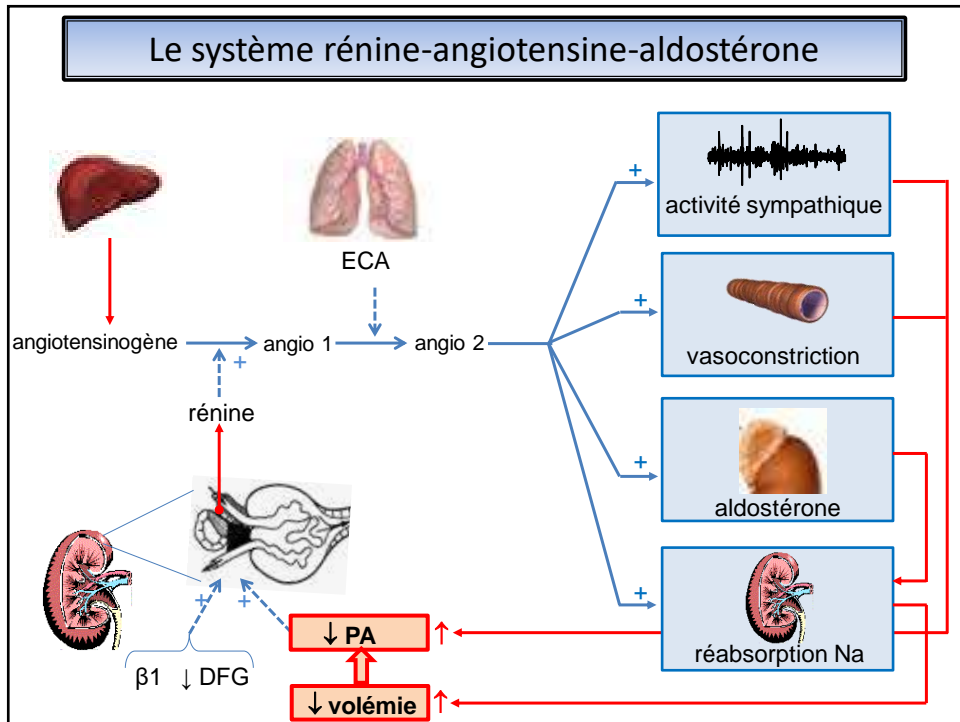 Le système rénine-angiotensine-aldostérone
+
activité sympathique
ECA
+
vasoconstriction
angiotensinogène
+
angio 1
angio 2
rénine
+
aldostérone
+
réabsorption Na
+ +
↓ PA ↑
β1 ↓ DFG
↓ volémie ↑